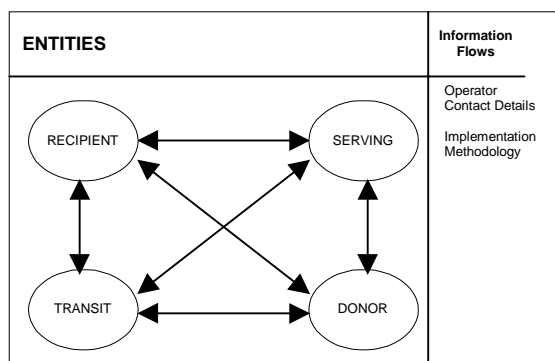 ENTITIES
Information
Flows
RECIPIENT
SERVING
TRANSIT
DONOR
Operator
Contact Details
Implementation
Methodology